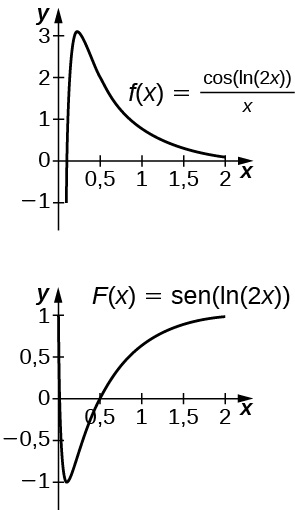 y
3
2
1
0
−1
f(x) = cos(ln(2x))/x
0,5 1 1,5 2 x
y
F(x) = sen(ln(2x))
1
0,5
0
−0,5
−1
0,5 1 1,5 2 x